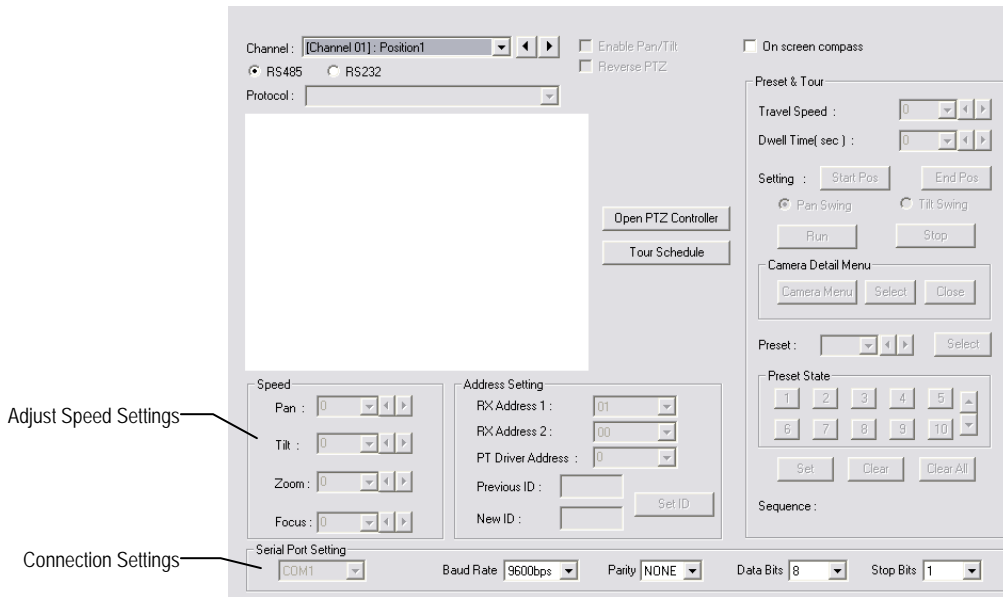 Channel : [Channel 01] : Position1
Enable Pan/Tilt
On screen compass
RS485 RS232
Reverse PTZ
Protocol :
Preset & Tour
Travel Speed : 0
Dwell Time( sec ) : 0
Setting : Start Pos End Pos
Pan Swing Tilt Swing
Run Stop
Open PTZ Controller
Tour Schedule
Camera Detail Menu
Camera Menu Select Close
Preset : Select
Preset State
1 2 3 4 5
6 7 8 9 10
Set Clear Clear All
Sequence :
Adjust Speed Settings
Speed
Pan : 0
Tilt : 0
Zoom : 0
Focus : 0
Address Setting
RX Address 1 : 01
RX Address 2 : 00
PT Driver Address : 0
Previous ID :
New ID :
Set ID
Connection Settings
Serial Port Setting
COM1 Baud Rate 9600bps Parity NONE Data Bits 8 Stop Bits 1